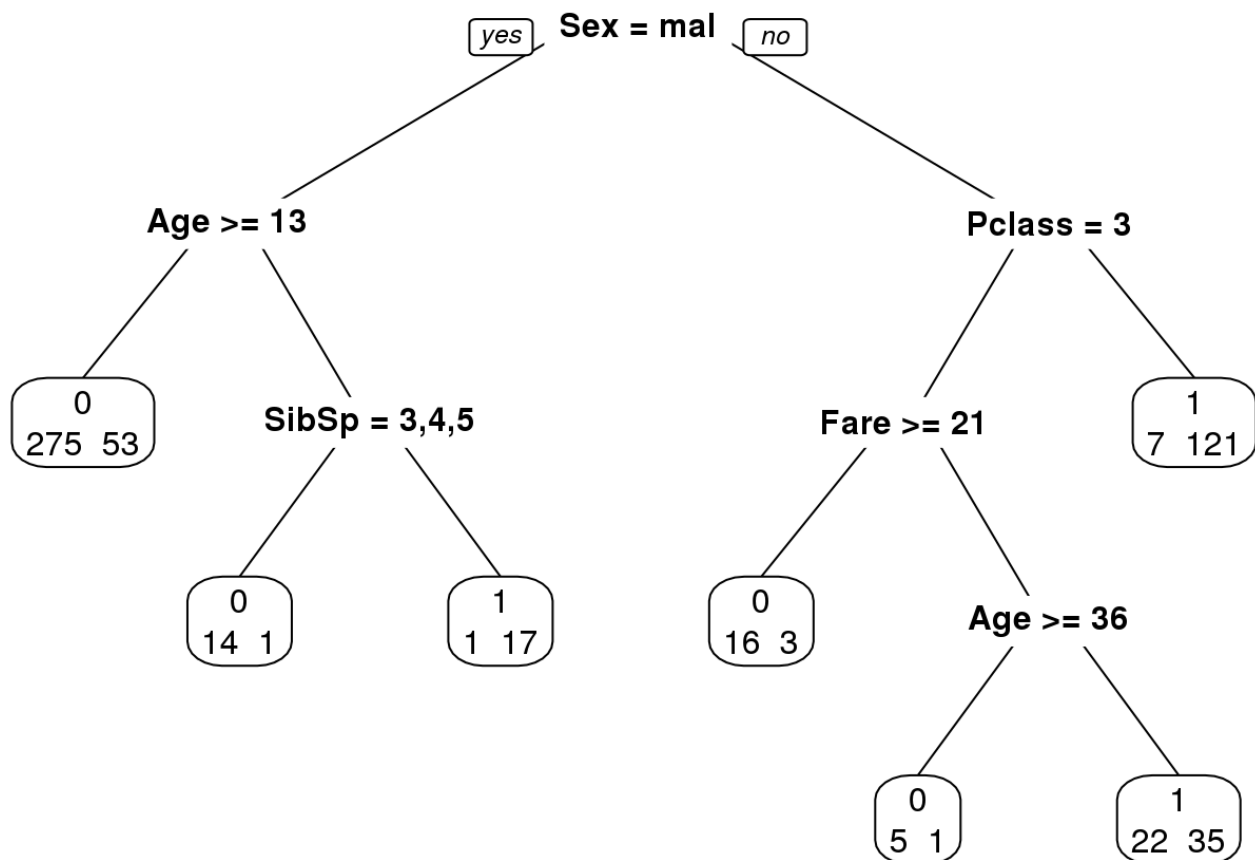 yes
Sex = mal
no
Age >= 13
Pclass = 3
0
275 53
SibSp = 3,4,5
Fare >= 21
1
7 121
0
14 1
1
1 17
0
16 3
Age >= 36
0
5 1
1
22 35